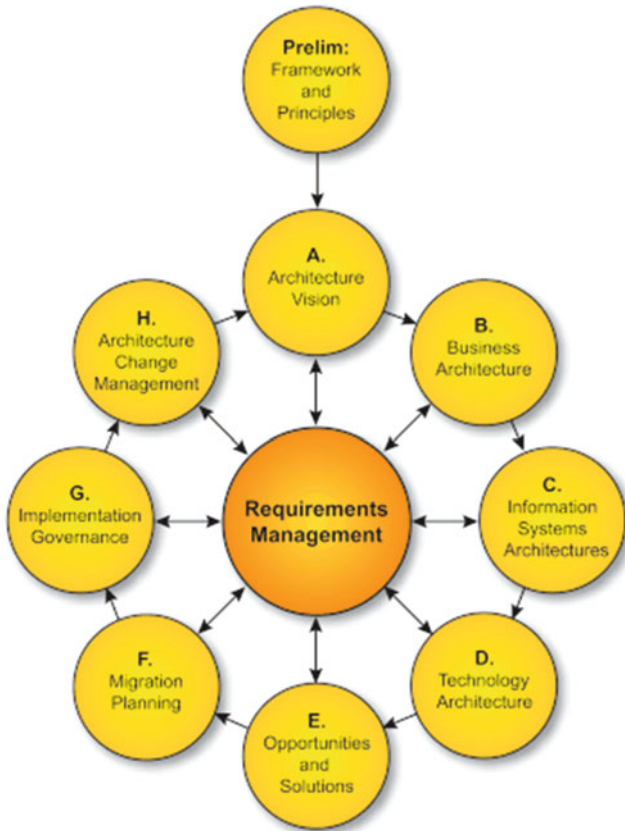 Prelim:
Framework
and
Principles
A.
Architecture
Vision
B.
Business
Architecture
C.
Information
Systems
Architectures
D.
Technology
Architecture
E.
Opportunities
and
Solutions
F.
Migration
Planning
G.
Implementation
Governance
H.
Architecture
Change
Management
Requirements
Management